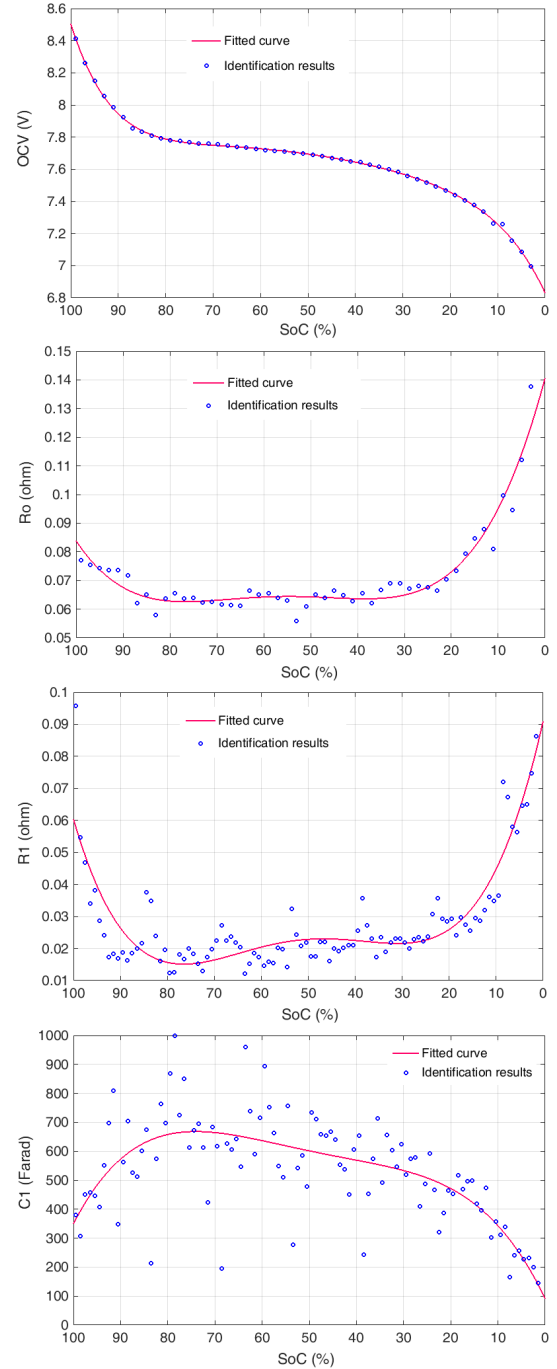 8.6
8.4
8.2
8
7.8
7.6
7.4
7.2
7
6.8
OCV (V)
Fitted curve
Identification results
100 90 80 70 60 50 40 30 20 10 0
SoC (%)
0.15
0.14
0.13
0.12
0.11
0.1
0.09
0.08
0.07
0.06
0.05
Ro (ohm)
Fitted curve
Identification results
100 90 80 70 60 50 40 30 20 10 0
SoC (%)
0.1
0.09
0.08
0.07
0.06
0.05
0.04
0.03
0.02
0.01
R1 (ohm)
Fitted curve
Identification results
100 90 80 70 60 50 40 30 20 10 0
SoC (%)
1000
900
800
700
600
500
400
300
200
100
0
C1 (Farad)
Fitted curve
Identification results
100 90 80 70 60 50 40 30 20 10 0
SoC (%)